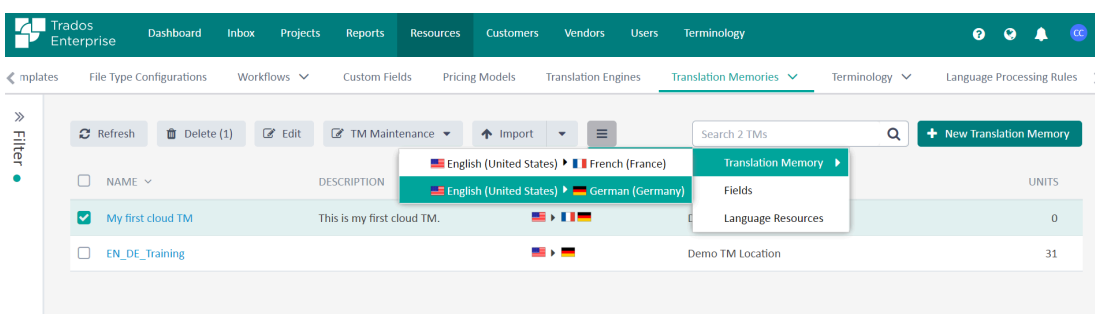 Trados
Enterprise
Dashboard Inbox Projects Reports Resources Customers Vendors Users Terminology CC
File Type Configurations Workflows Custom Fields Pricing Models Translation Engines Translation Memories Terminology Language Processing Rules
Filter
Refresh Delete (1) Edit TM Maintenance Import Search 2 TMs + New Translation Memory
English (United States) French (France) Translation Memory
NAME DESCRIPTION English (United States) German (Germany) Fields UNITS
My first cloud TM This is my first cloud TM. Language Resources 0
EN_DE_Training Demo TM Location 31